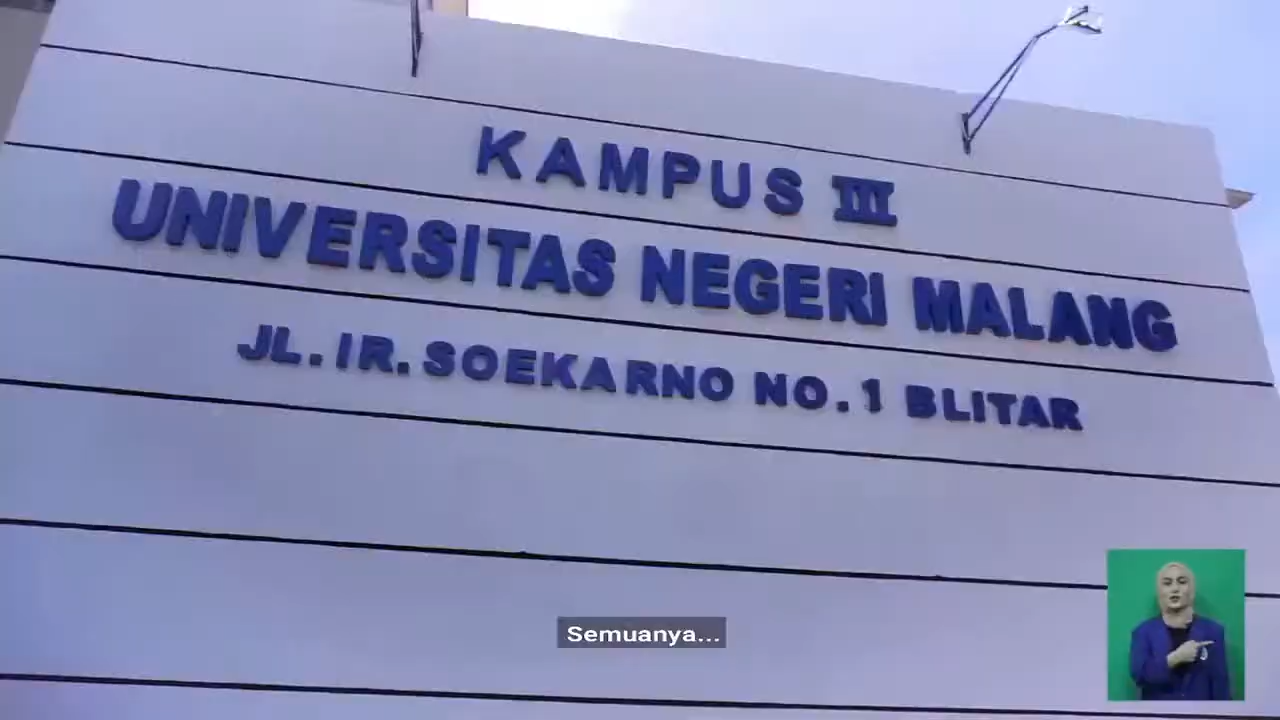 KAMPUS III
UNIVERSITAS NEGERI MALANG
JL. IR. SOEKARNO NO. 1 BLITAR
Semuanya...